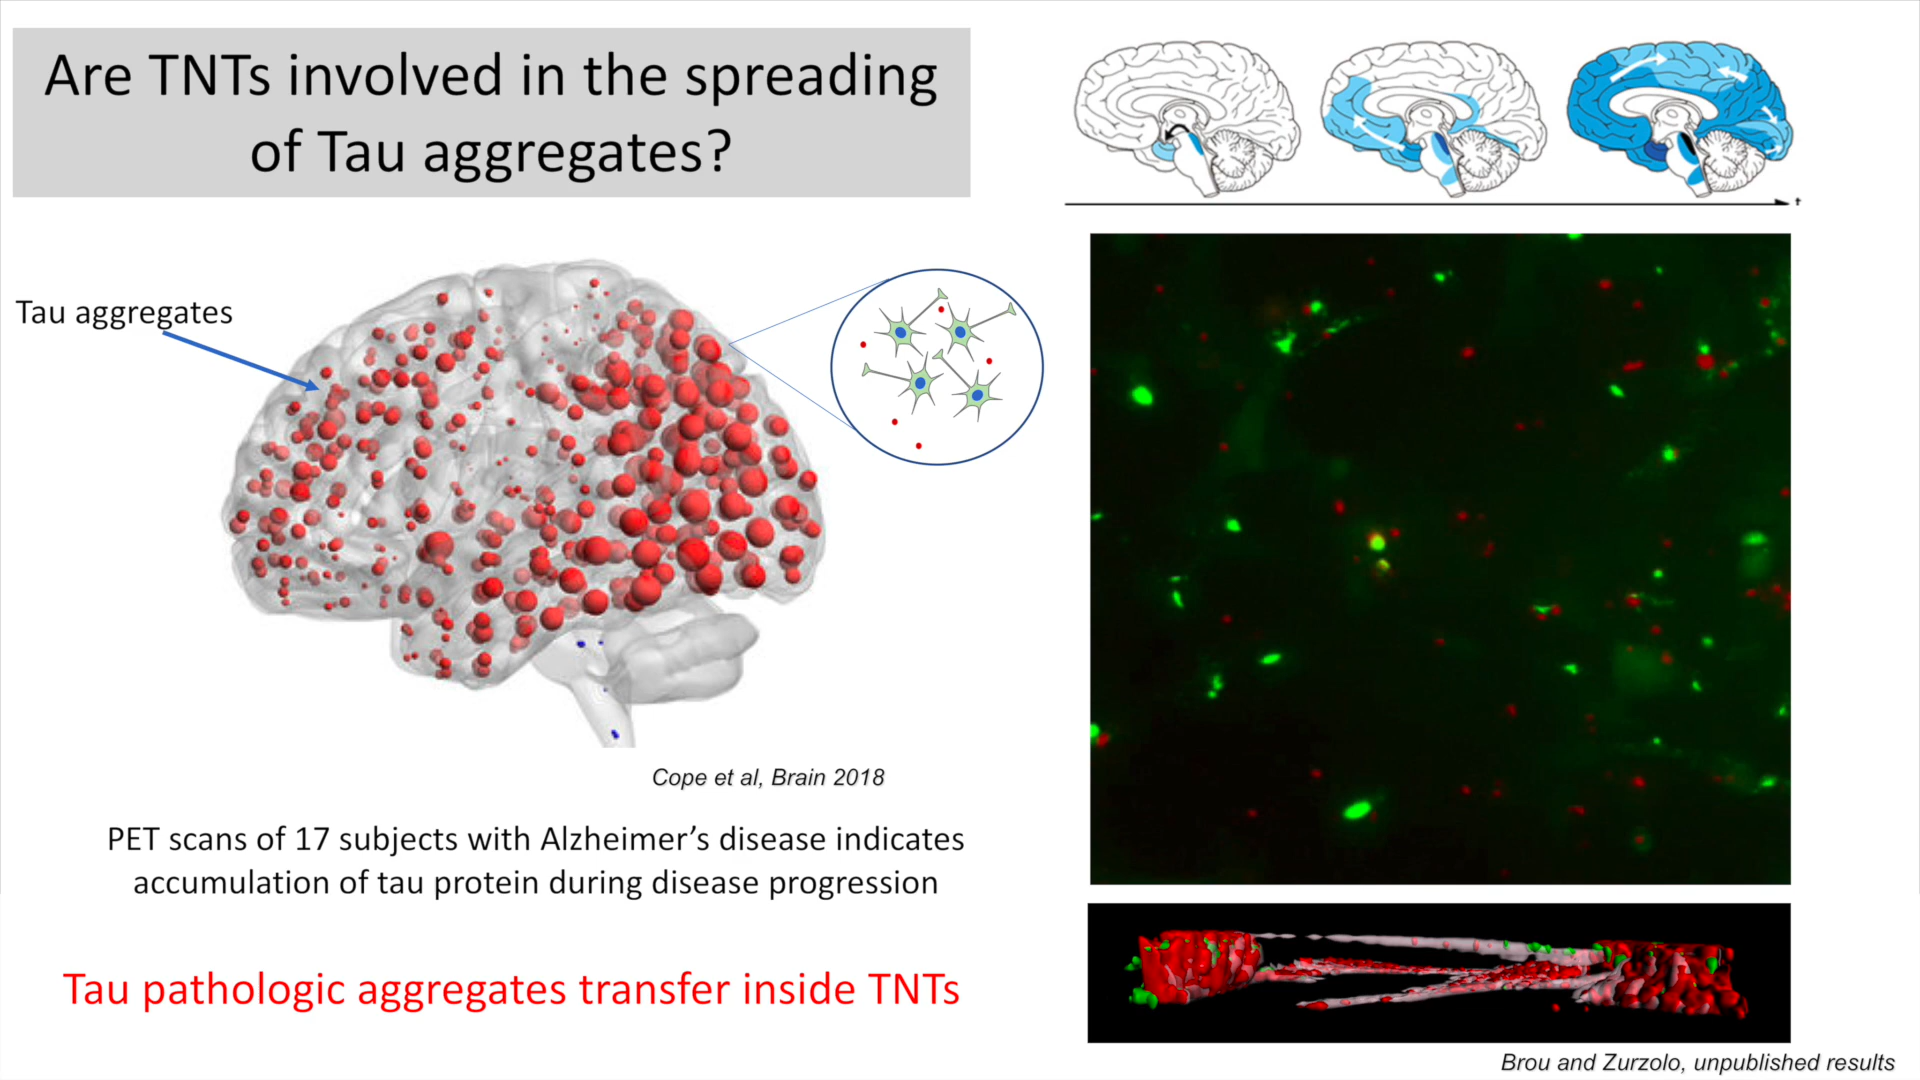 Are TNTs involved in the spreading
of Tau aggregates?
t
Tau aggregates
Cope et al, Brain 2018
PET scans of 17 subjects with Alzheimer’s disease indicates
accumulation of tau protein during disease progression
Tau pathologic aggregates transfer inside TNTs
Brou and Zurzolo, unpublished results